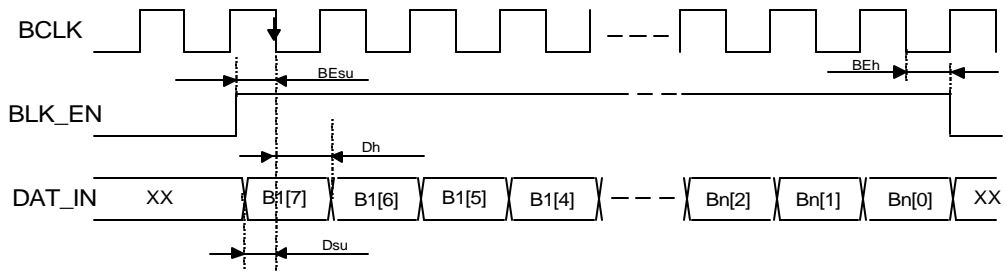 BCLK
BEsu
BEh
BLK_EN
Dh
DAT_IN XX B1[7] B1[6] B1[5] B1[4] Bn[2] Bn[1] Bn[0] XX
Dsu